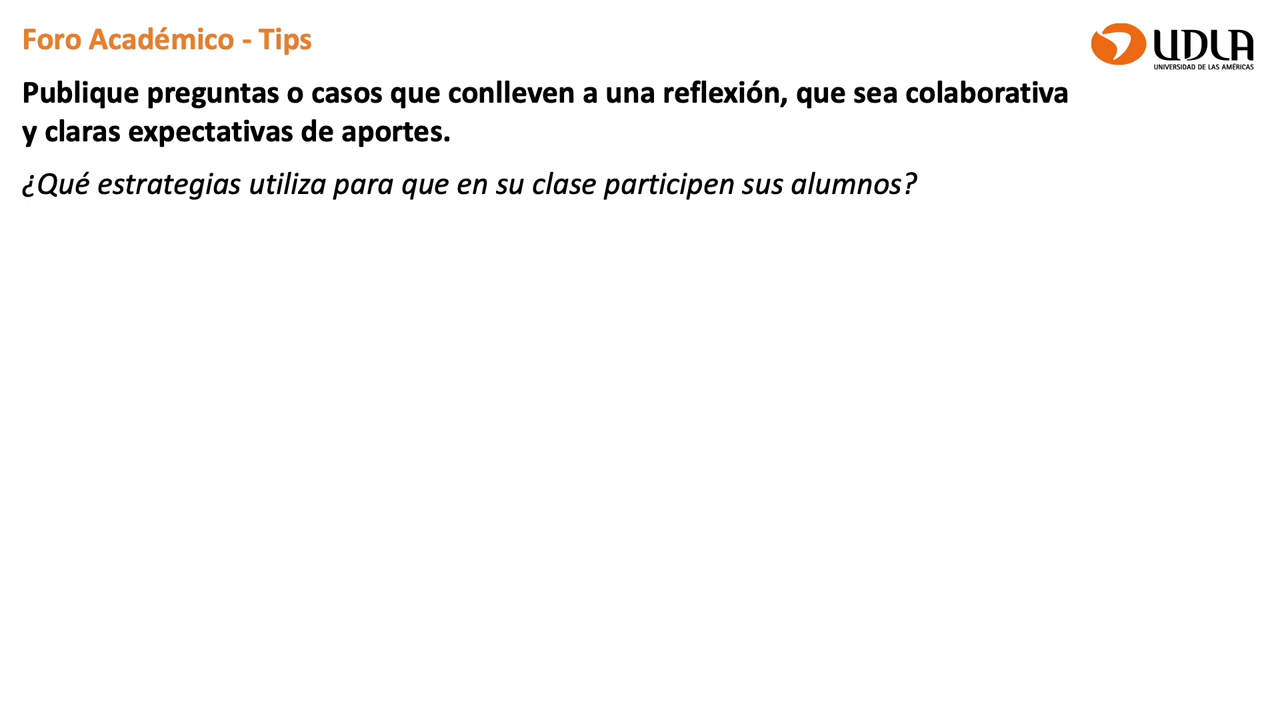 Foro Académico - Tips
UDLA
UNIVERSIDAD DE LAS AMÉRICAS
Publique preguntas o casos que conlleven a una reflexión, que sea colaborativa
y claras expectativas de aportes.
¿Qué estrategias utiliza para que en su clase participen sus alumnos?